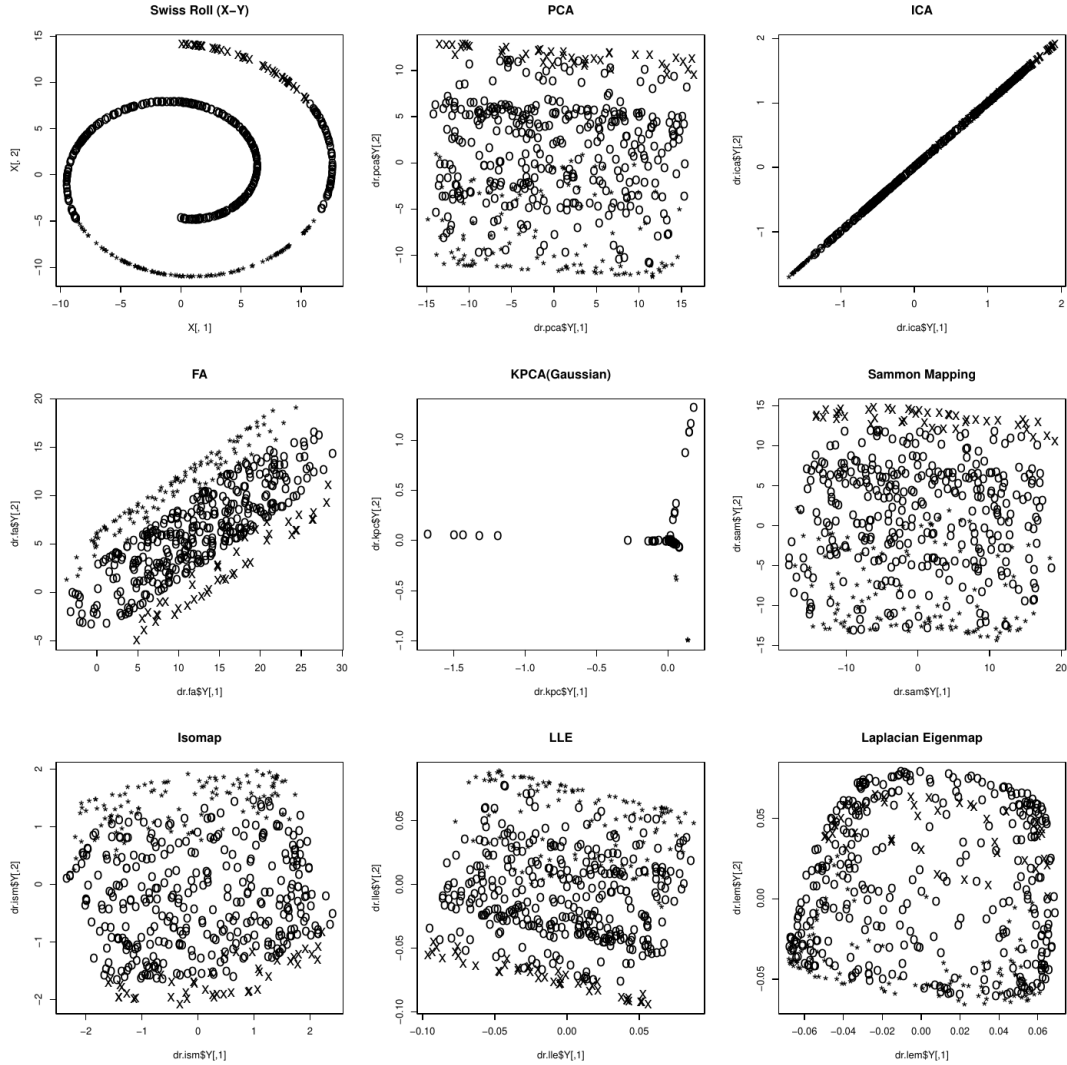 Swiss Roll (X−Y)
15
10
5
0
−5
−10
X[, 2]
−10 −5 0 5 10
X[, 1]
PCA
10
5
0
−5
−10
dr.pca$Y[,2]
−15 −10 −5 0 5 10 15
dr.pca$Y[,1]
ICA
2
1
0
−1
dr.ica$Y[,2]
−1 0 1 2
dr.ica$Y[,1]
FA
20
15
10
5
0
−5
dr.fa$Y[,2]
0 5 10 15 20 25 30
dr.fa$Y[,1]
KPCA(Gaussian)
1.0
0.5
0.0
−0.5
−1.0
dr.kpc$Y[,2]
−1.5 −1.0 −0.5 0.0
dr.kpc$Y[,1]
Sammon Mapping
15
10
5
0
−5
−10
−15
dr.sam$Y[,2]
−10 0 10 20
dr.sam$Y[,1]
Isomap
2
1
0
−1
−2
dr.ism$Y[,2]
−2 −1 0 1 2
dr.ism$Y[,1]
LLE
0.05
0.00
−0.05
−0.10
dr.lle$Y[,2]
−0.10 −0.05 0.00 0.05
dr.lle$Y[,1]
Laplacian Eigenmap
0.05
0.00
−0.05
dr.lem$Y[,2]
−0.06 −0.04 −0.02 0.00 0.02 0.04 0.06
dr.lem$Y[,1]